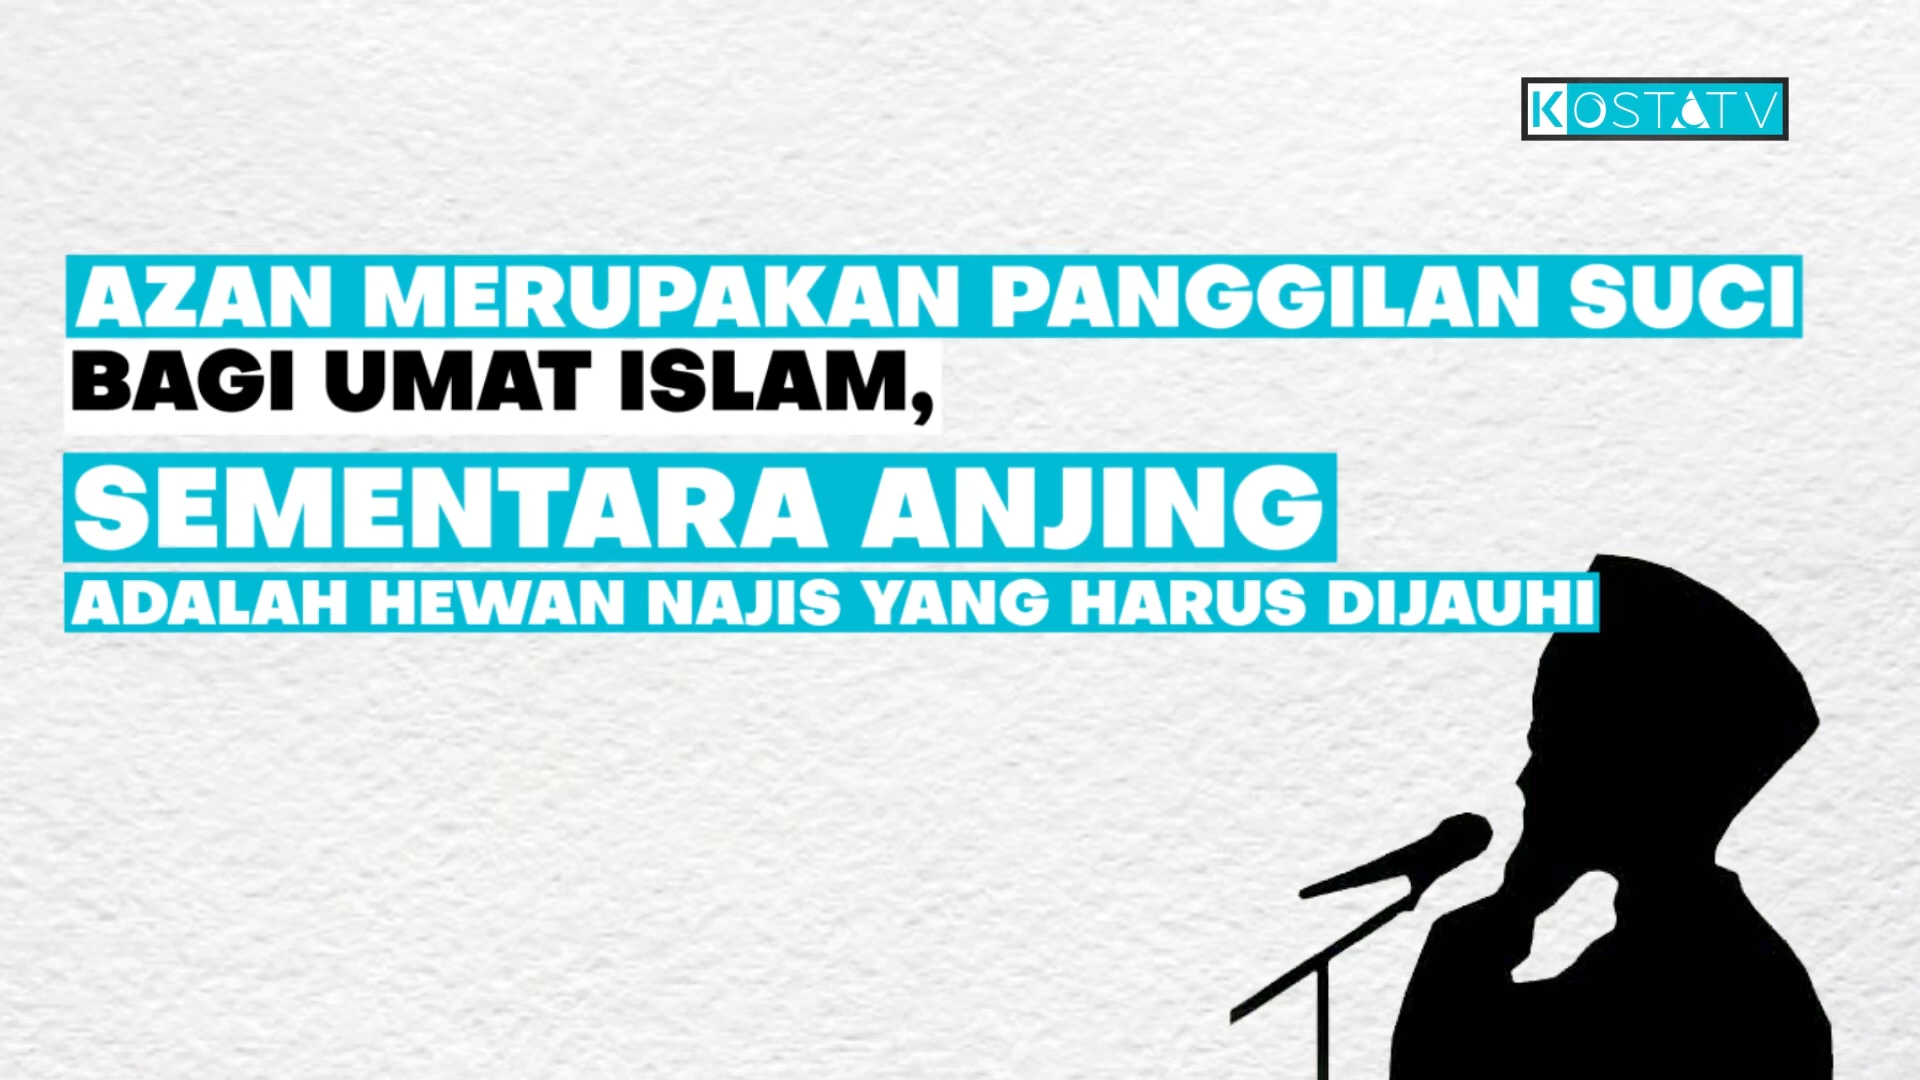 KOSTATV
AZAN MERUPAKAN PANGGILAN SUCI
BAGI UMAT ISLAM,
SEMENTARA ANJING
ADALAH HEWAN NAJIS YANG HARUS DIJAUHI